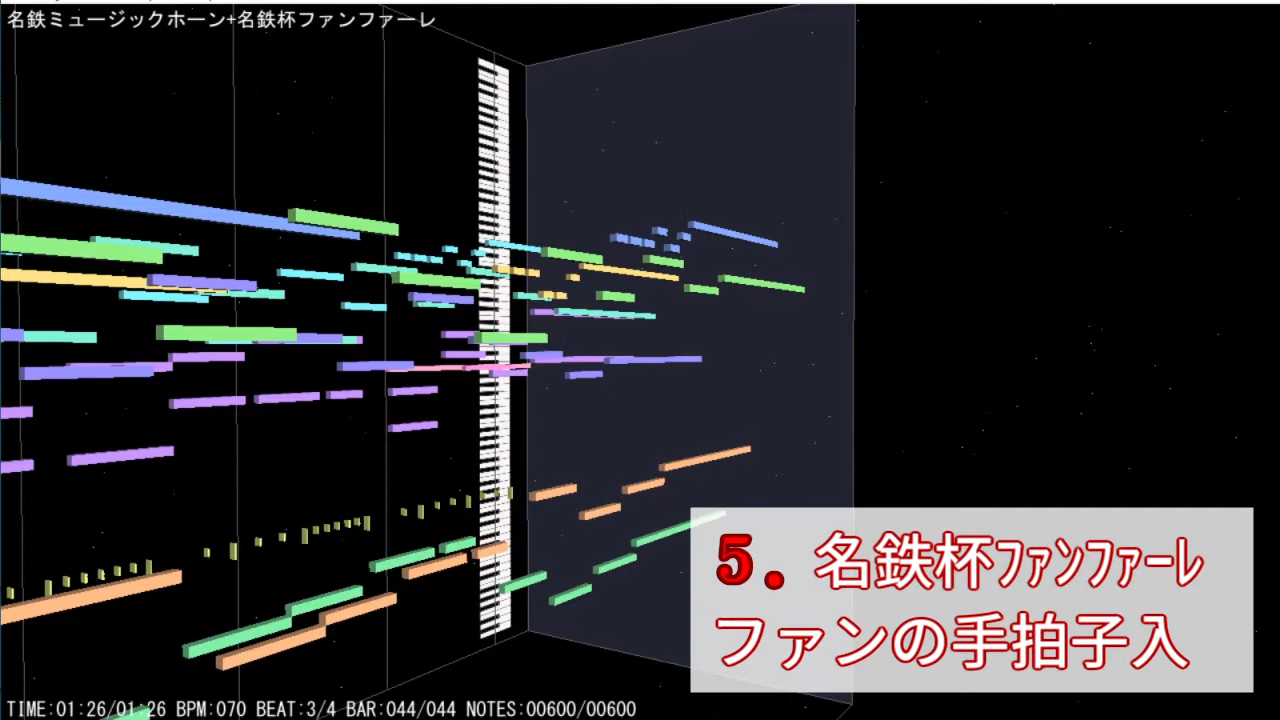 名鉄ミュージックホーン+名鉄杯ファンファーレ
5．名鉄杯ﾌｧﾝﾌｧｰﾚ
ファンの手拍子入
TIME:01:26/01:26 BPM:070 BEAT:3/4 BAR:044/044 NOTES:00600/00600